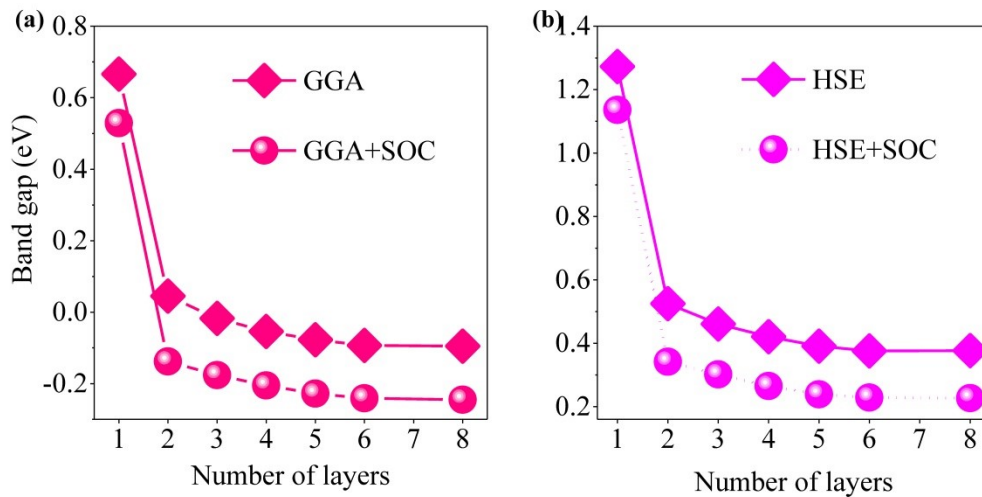 (a)
0.8
0.6
0.4
0.2
0.0
-0.2
Band gap (eV)
GGA
GGA+SOC
1 2 3 4 5 6 7 8
Number of layers
(b)
1.4
1.2
1.0
0.8
0.6
0.4
0.2
HSE
HSE+SOC
1 2 3 4 5 6 7 8
Number of layers